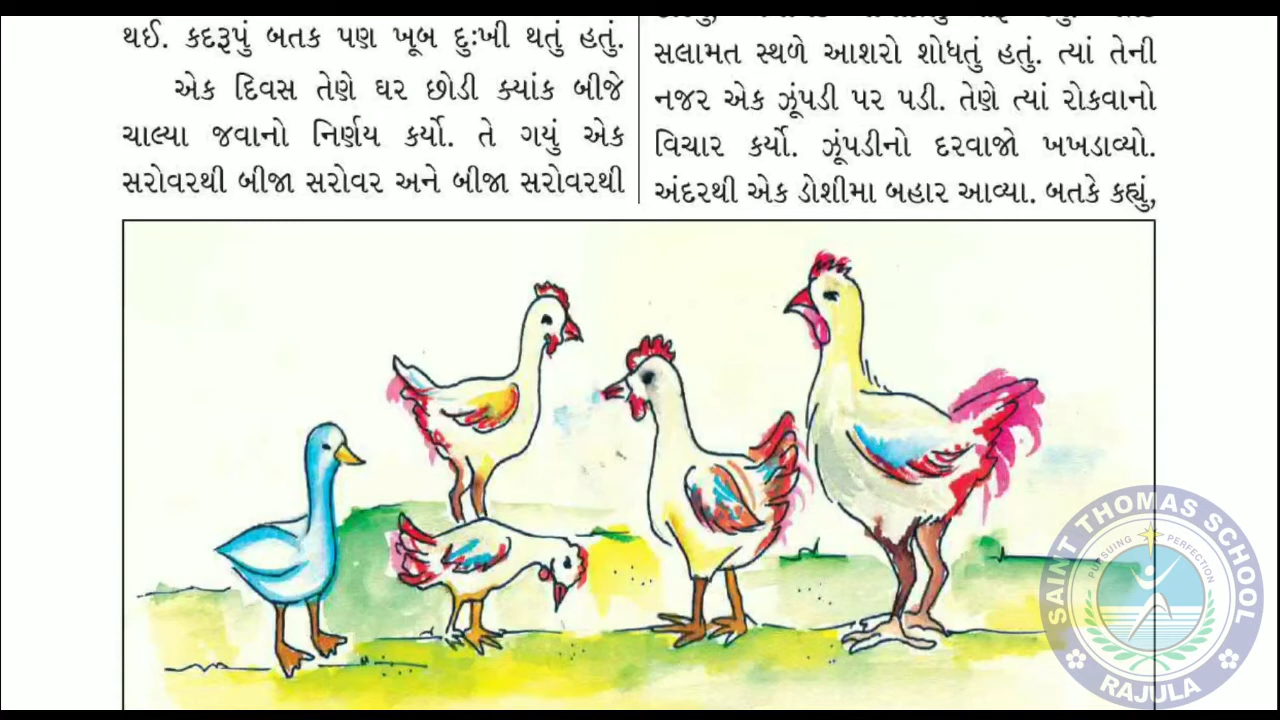 થઈ. કદરૂપું બતક પણ ખૂબ દુઃખી થતું હતું.
એક દિવસ તેણે ઘર છોડી ક્યાંક બીજે
ચાલ્યા જવાનો નિર્ણય કર્યો. તે ગયું એક
સરોવરથી બીજા સરોવર અને બીજા સરોવરથી
સલામત સ્થળે આશરો શોધતું હતું. ત્યાં તેની
નજર એક ઝૂંપડી પર પડી. તેણે ત્યાં રોકવાનો
વિચાર કર્યો. ઝૂંપડીનો દરવાજો ખખડાવ્યો.
અંદરથી એક ડોશીમા બહાર આવ્યા. બતકે કહ્યું,
SAINT THOMAS SCHOOL
PURSUING PERFECTION
RAJULA